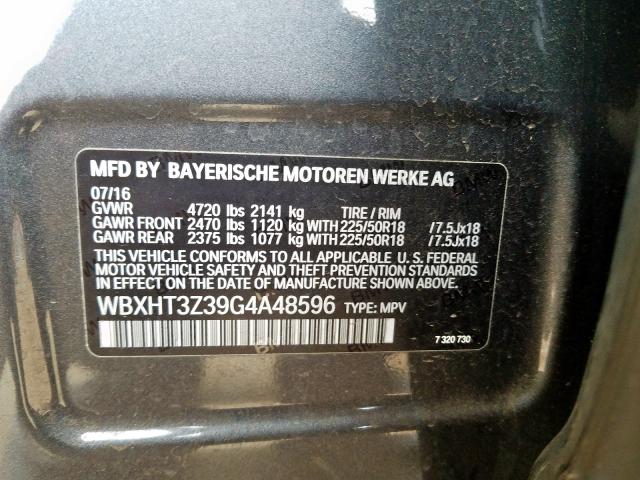 MFD BY BAYERISCHE MOTOREN WERKE AG
07/16
GVWR 4720 lbs 2141 kg TIRE / RIM
GAWR FRONT 2470 lbs 1120 kg WITH 225/50R18 /7.5Jx18
GAWR REAR 2375 lbs 1077 kg WITH 225/50R18 /7.5Jx18
THIS VEHICLE CONFORMS TO ALL APPLICABLE U. S. FEDERAL
MOTOR VEHICLE SAFETY AND THEFT PREVENTION STANDARDS
IN EFFECT ON THE DATE OF MANUFACTURE SHOWN ABOVE.
WBXHT3Z39G4A48596 TYPE: MPV
7 320 730